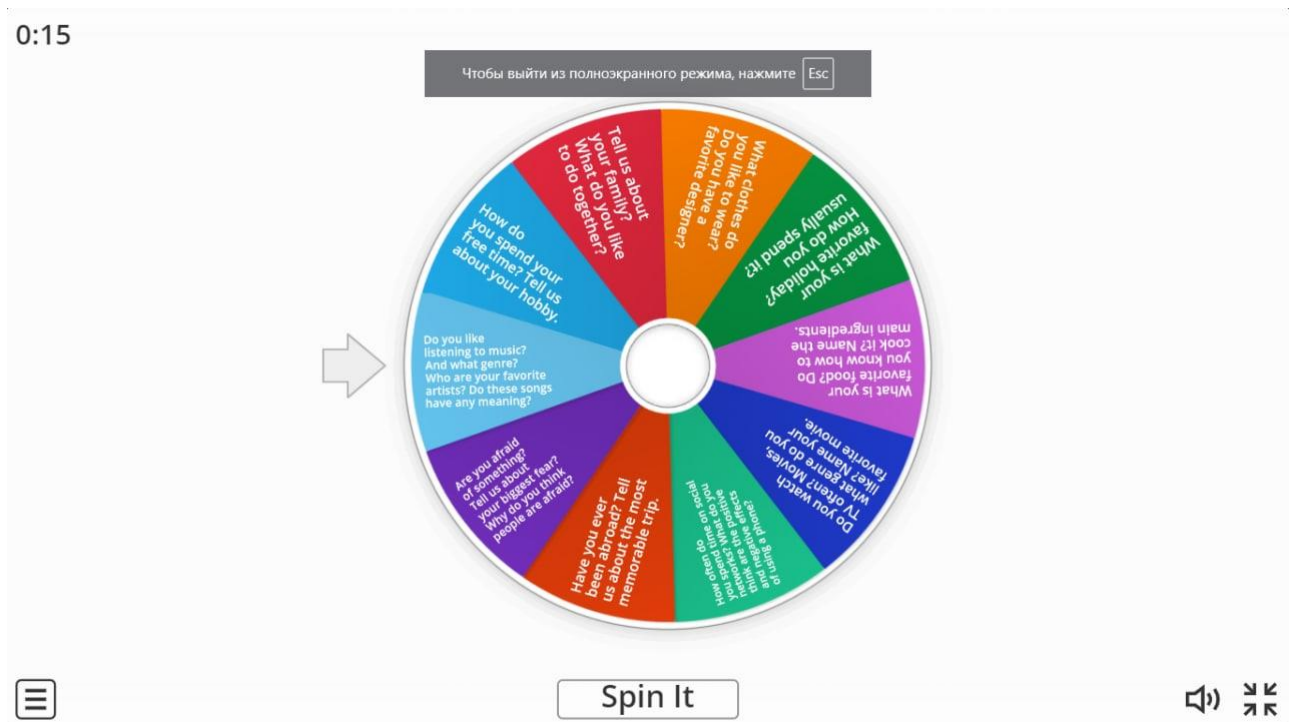 0:15
Чтобы выйти из полноэкранного режима, нажмите Esc
Tell us about
your family?
What do you like
to do together?
What clothes do
you like to wear?
Do you have a
favorite designer?
What is your
favorite holiday?
How do you
usually spend it?
What is your
favorite food? Do
you know how to
cook it? Name the
main ingredients.
Do you watch
TV often? Movies,
what genre do you
like? Name your
favorite movie.
How often do
you spend time on social
networks? What do you
think are the positive
and negative effects
of using a phone?
Have you ever
been abroad? Tell
us about the most
memorable trip.
Are you afraid
of something?
Tell us about
your biggest fear?
Why do you think
people are afraid?
Do you like
listening to music?
And what genre?
Who are your favorite
artists? Do these songs
have any meaning?
How do
you spend your
free time? Tell us
about your hobby.
Spin It